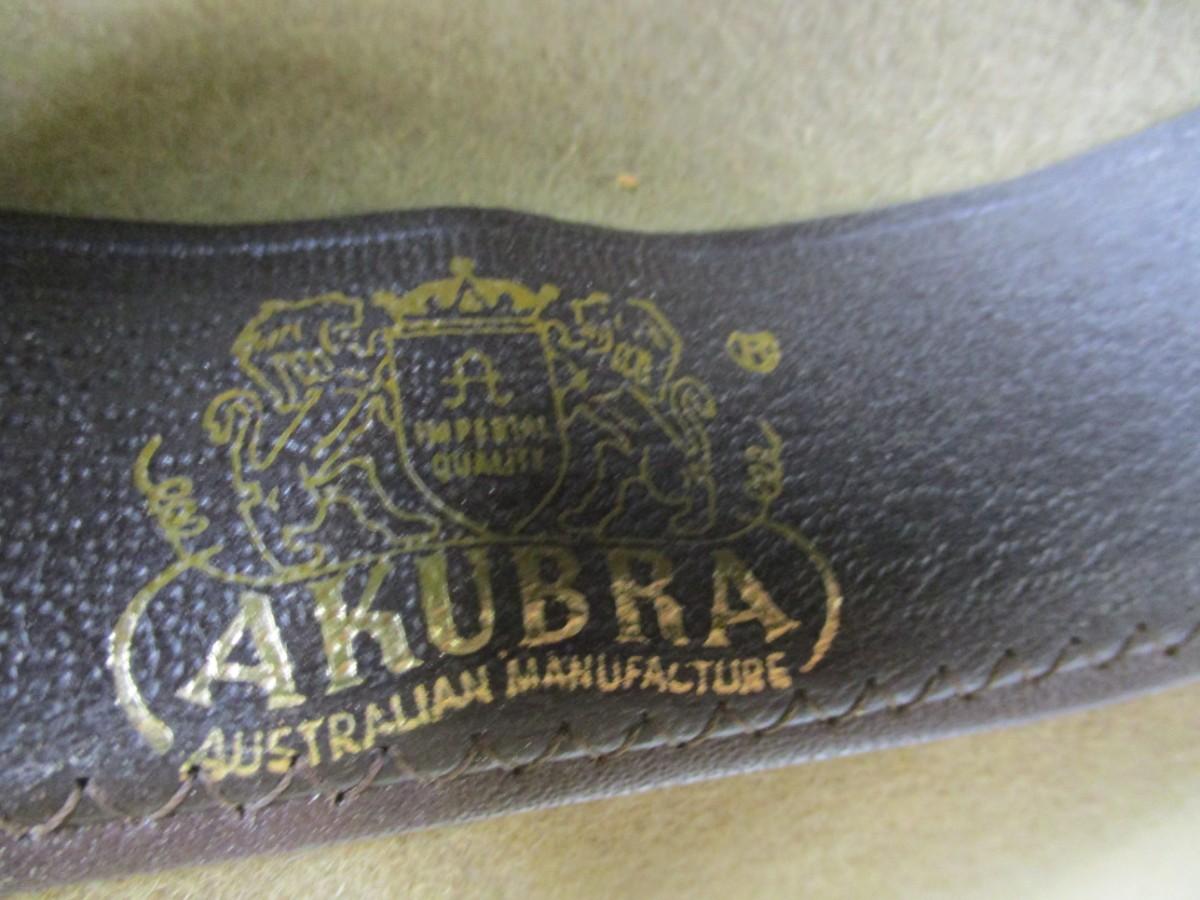 A
IMPERIAL
QUALITY
AKUBRA
AUSTRALIAN MANUFACTURE